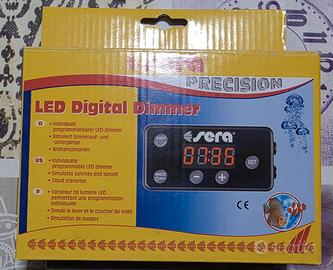 sera
PRECISION
LED Digital Dimmer
D
• Individuell
programmierbarer LED-Dimmer
• Simuliert Sonnenauf- und
-untergänge
• Wolkenszenarien
US
• Individually
programmable LED dimmer
• Simulates sunrises and sunset
• Cloud scenarios
F
• Variateur de lumière LED
permettant une programmation
individuelle
• Simule le lever et le coucher du soleil
• Simulation de nuages
sera
07:35
SET
−
+
CE